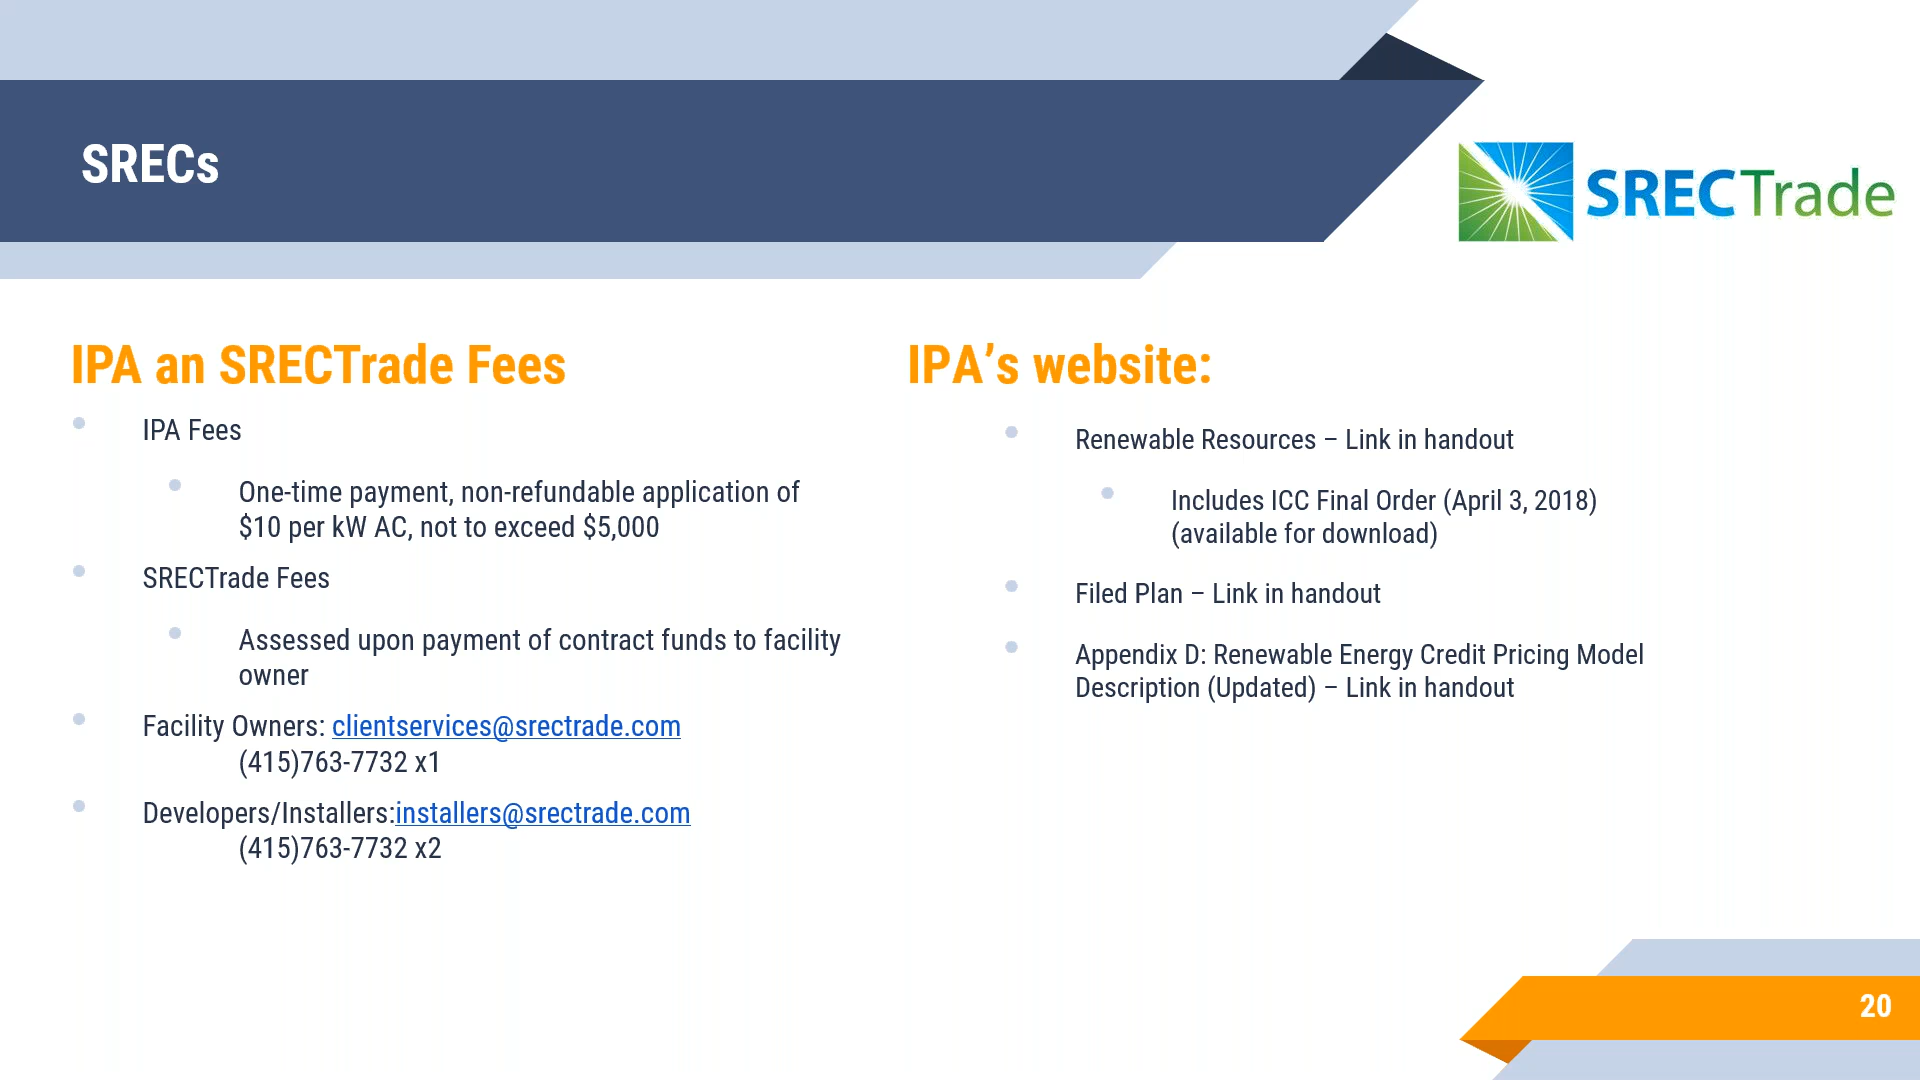 SRECs
SRECTrade
IPA an SRECTrade Fees
IPA Fees
One-time payment, non-refundable application of
$10 per kW AC, not to exceed $5,000
SRECTrade Fees
Assessed upon payment of contract funds to facility
owner
Facility Owners: clientservices@srectrade.com
(415)763-7732 x1
Developers/Installers:installers@srectrade.com
(415)763-7732 x2
IPA’s website:
Renewable Resources – Link in handout
Includes ICC Final Order (April 3, 2018)
(available for download)
Filed Plan – Link in handout
Appendix D: Renewable Energy Credit Pricing Model
Description (Updated) – Link in handout
20